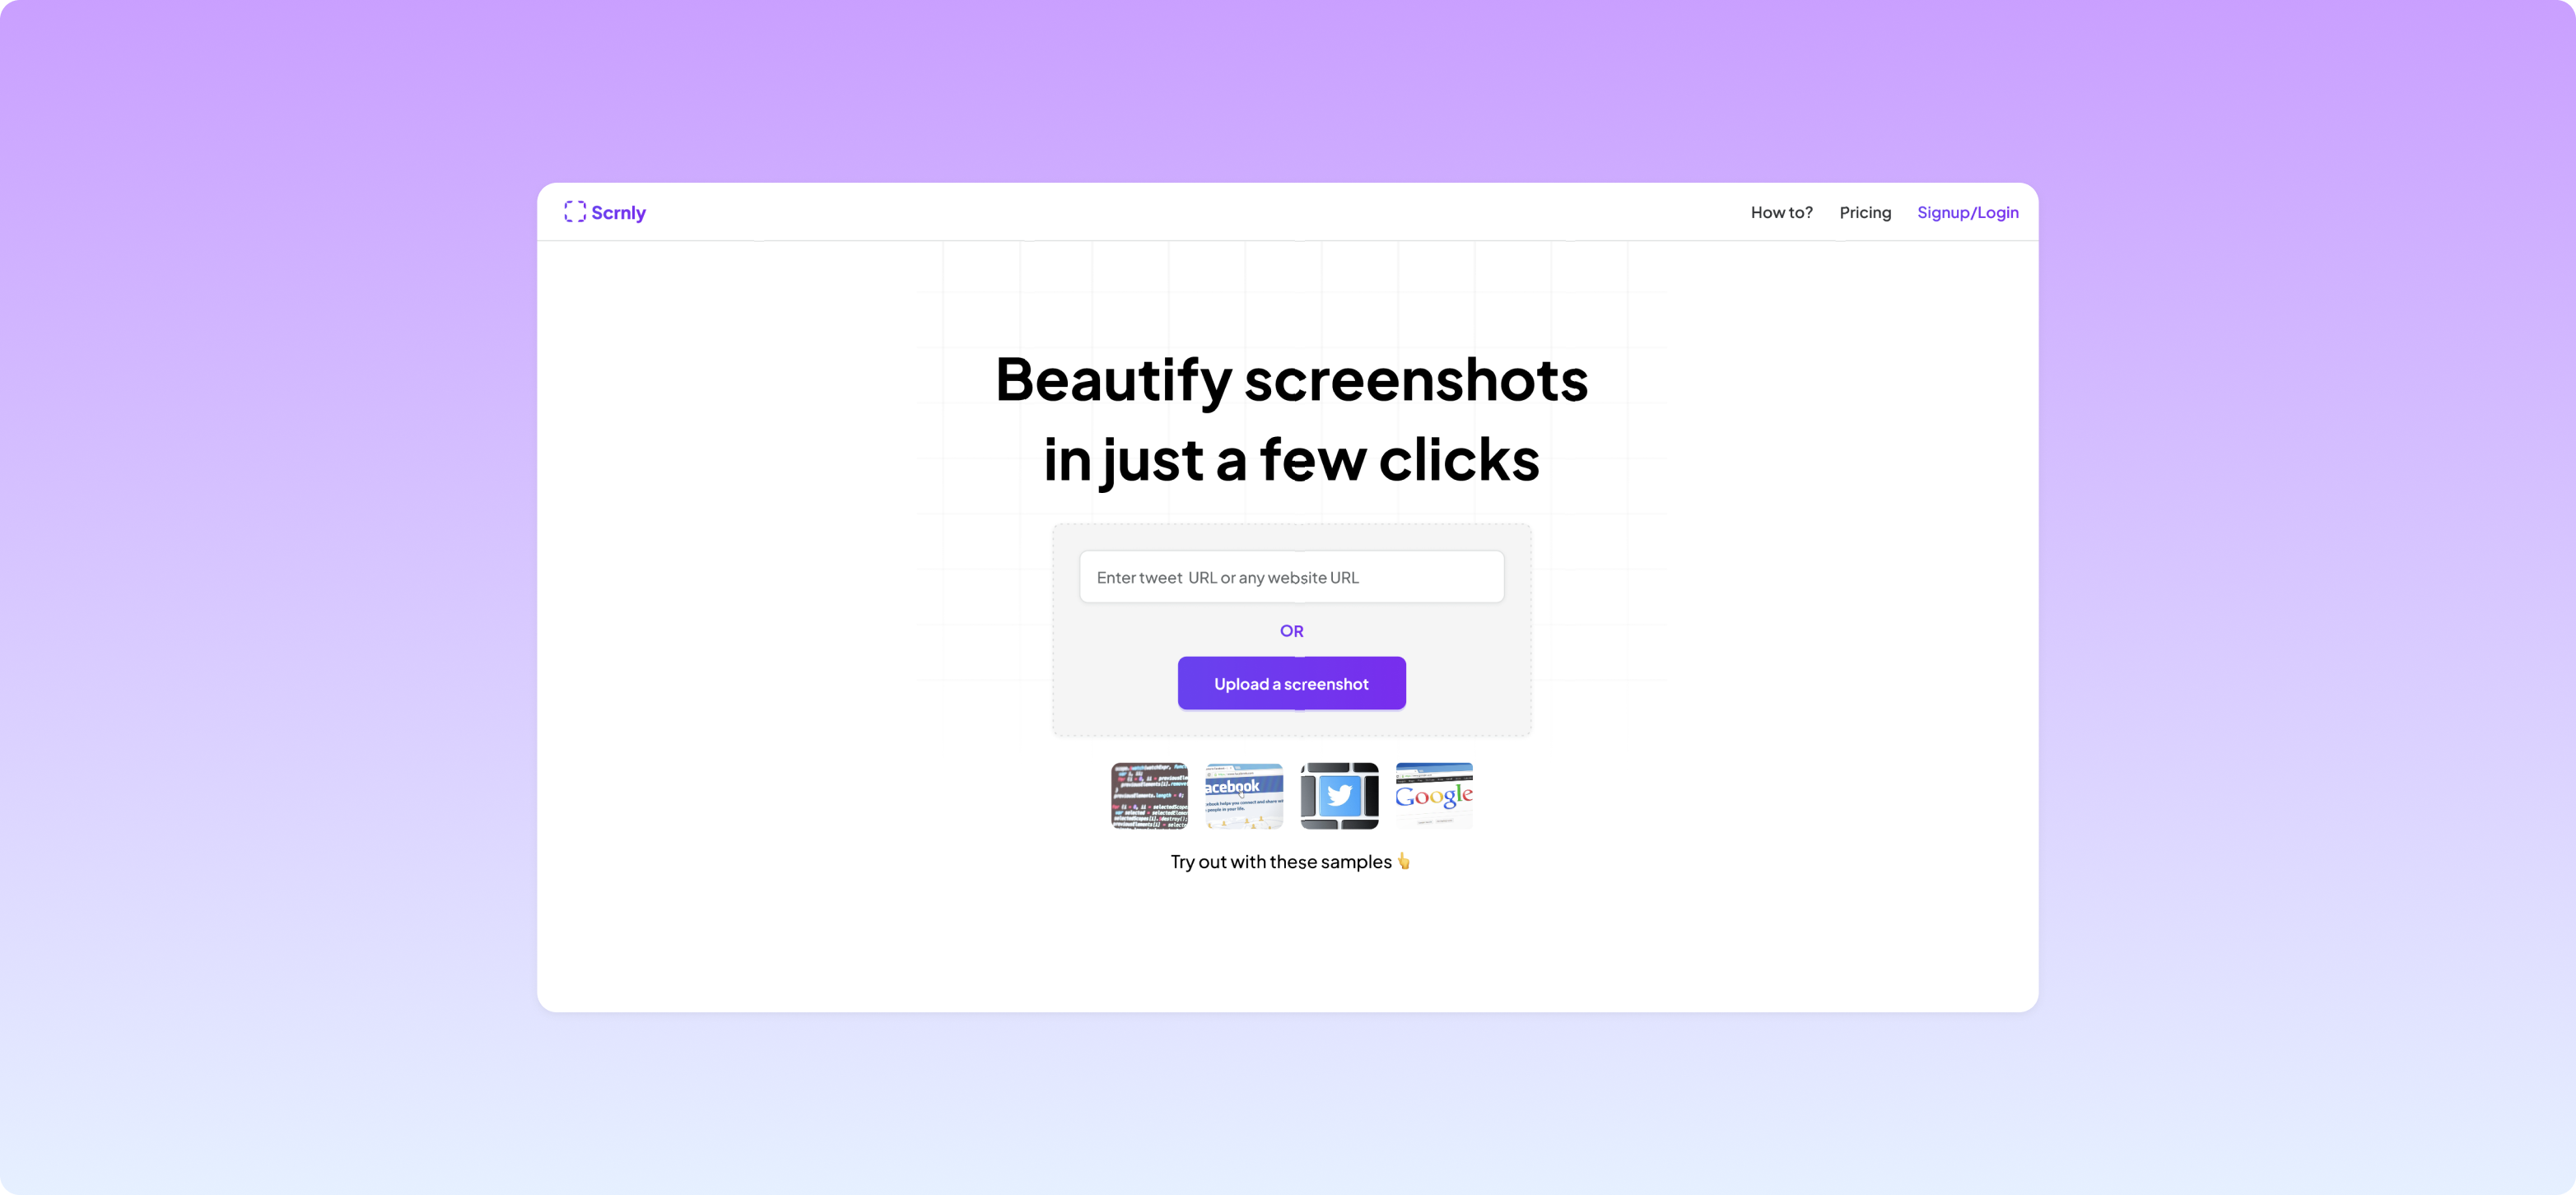 Scrnly
How to? Pricing Signup/Login
Beautify screenshots
in just a few clicks
Enter tweet URL or any website URL
OR
Upload a screenshot
acebook
Google
Try out with these samples 👆